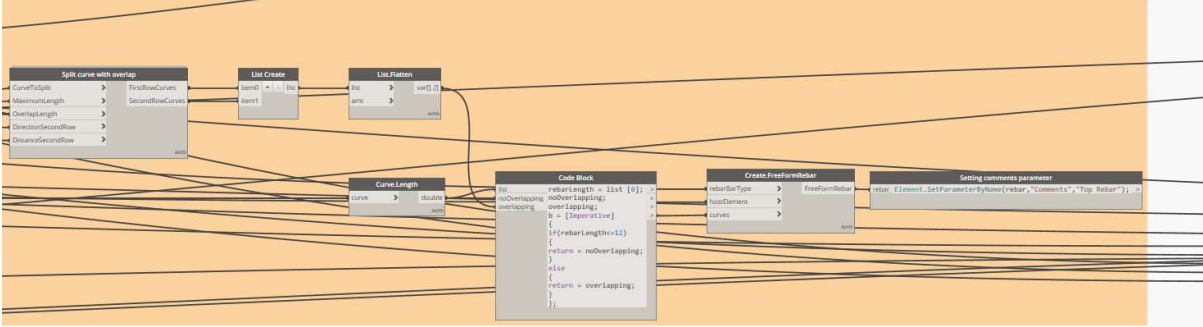 Split curve with overlap
CurveToSplit > FirstRowCurves
MaximumLength > SecondRowCurves
OverlapLength >
DirectionSecondRow >
DistanceSecondRow >
AUTO
List Create
item0 + - list
item1
List.Flatten
list > var[]..[]
amt >
AUTO
Curve.Length
curve > double
AUTO
Code Block
list rebarLength = list [0]; >
noOverlapping noOverlapping; >
overlapping overlapping; >
b = [Imperative] >
{
if(rebarLength<=12)
{
return = noOverlapping;
}
else
{
return = overlapping;
}
};
Create.FreeFormRebar
rebarBarType > FreeFormRebar
hostElement >
curves >
AUTO
Setting comments parameter
rebar Element.SetParameterByName(rebar,"Comments","Top Rebar"); >